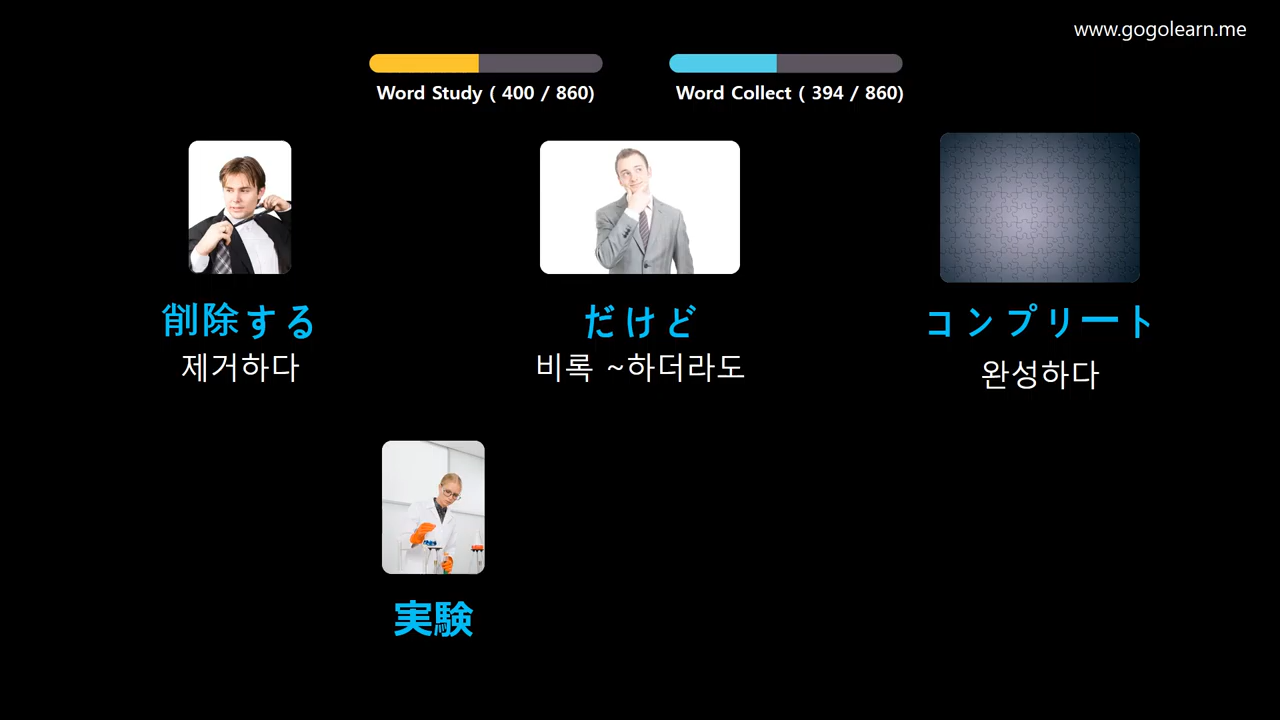 www.gogolearn.me
Word Study ( 400 / 860)
Word Collect ( 394 / 860)
削除する
제거하다
だけど
비록 ~하더라도
コンプリート
완성하다
実験